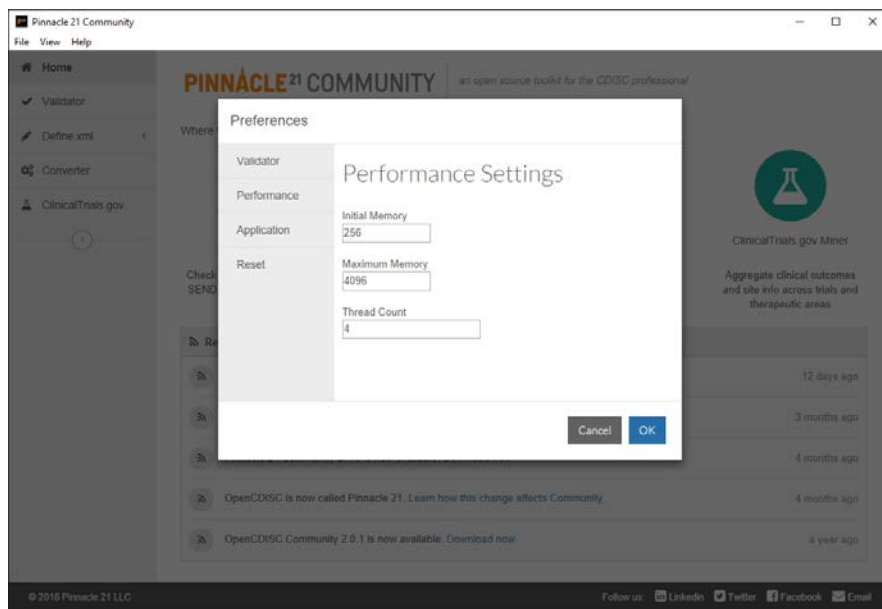 Pinnacle 21 Community
File View Help
Home
PINNACLE 21 COMMUNITY
an open source toolkit for the CDISC professional
Validator
Where
Define.xml
Converter
ClinicalTrials.gov
Preferences
Validator
Performance
Application
Reset
Performance Settings
Initial Memory
256
Maximum Memory
4096
Thread Count
4
Cancel
OK
ClinicalTrials.gov Miner
Aggregate clinical outcomes
and site info across trials and
therapeutic areas
Check
SEND
Re
12 days ago
3 months ago
4 months ago
OpenCDISC is now called Pinnacle 21. Learn how this change affects Community.
4 months ago
OpenCDISC Community 2.0.1 is now available. Download now
a year ago
© 2016 Pinnacle 21 LLC
Follow us: Linkedin Twitter Facebook Email